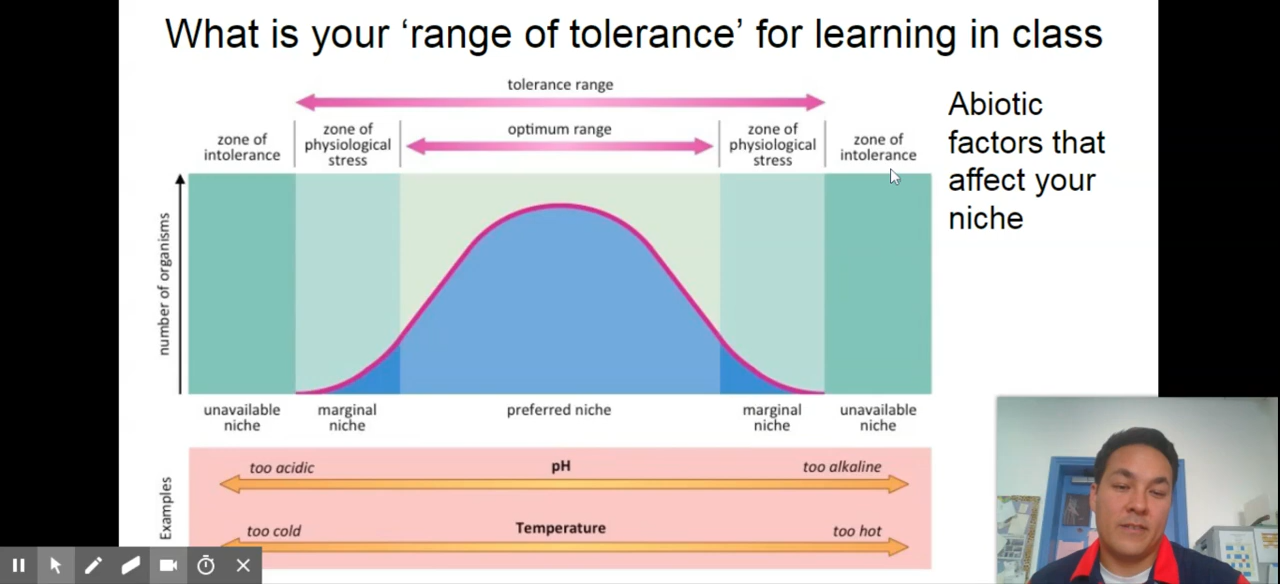 What is your ‘range of tolerance’ for learning in class
tolerance range
zone of
intolerance
zone of
physiological
stress
optimum range
zone of
physiological
stress
zone of
intolerance
Abiotic
factors that
affect your
niche
number of organisms
unavailable
niche
marginal
niche
preferred niche
marginal
niche
unavailable
niche
Examples
too acidic
pH
too alkaline
too cold
Temperature
too hot